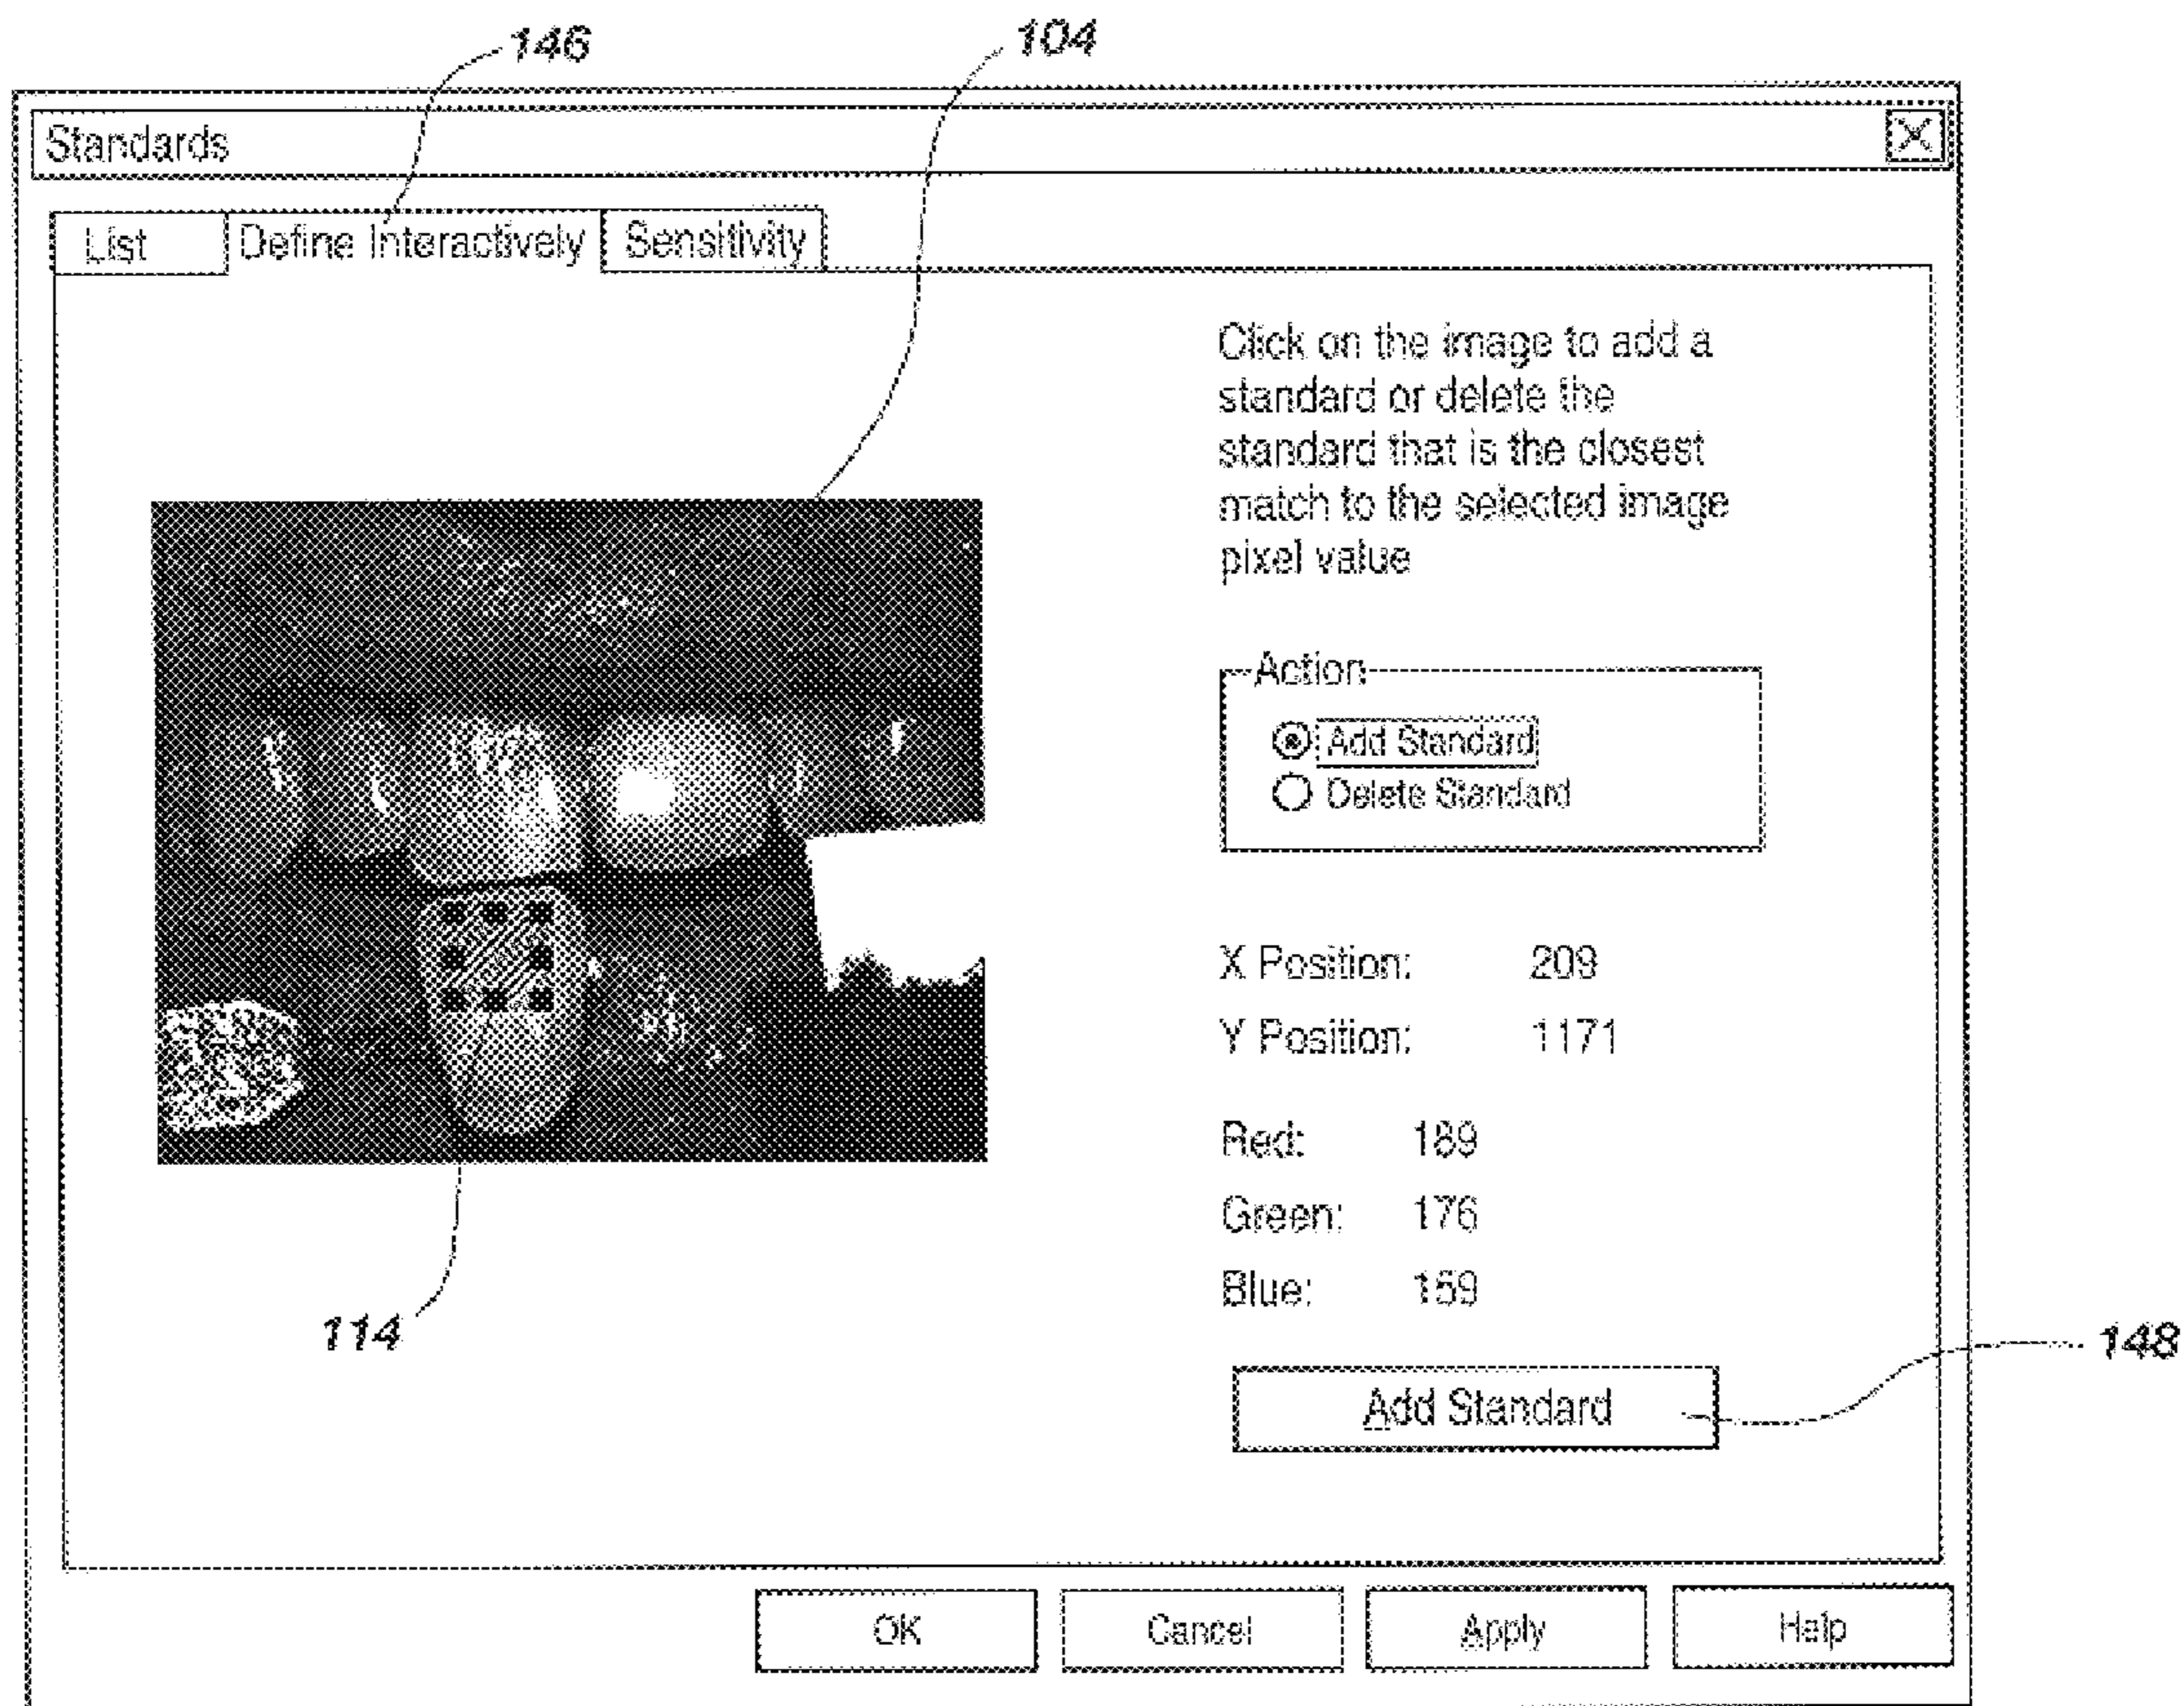 146
104
Standards
List Define Interactively Sensitivity
Click on the image to add a
standard or delete the
standard that is the closest
match to the selected image
pixel value
Action
Add Standard
Delete Standard
X Position: 209
Y Position: 1171
Red: 189
Green: 176
Blue: 159
114
148
Add Standard
OK Cancel Apply Help